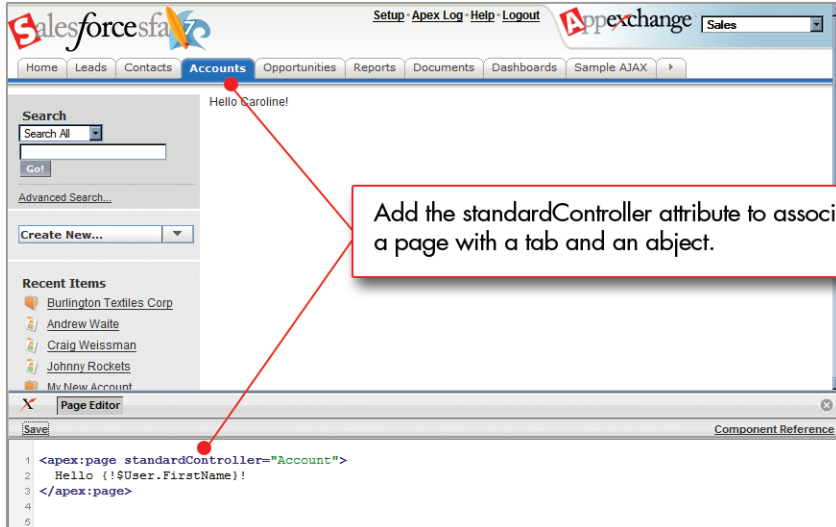 Salesforcesfa 7
Setup · Apex Log · Help · Logout
Appexchange
Sales
Home Leads Contacts Accounts Opportunities Reports Documents Dashboards Sample AJAX
Hello Caroline!
Search
Search All
Go!
Advanced Search...
Create New...
Recent Items
Burlington Textiles Corp
Andrew Waite
Craig Weissman
Johnny Rockets
My New Account
Add the standardController attribute to associ
a page with a tab and an abject.
X Page Editor
Save Component Reference
1 <apex:page standardController="Account">
2 Hello {!$User.FirstName}!
3 </apex:page>
4
5